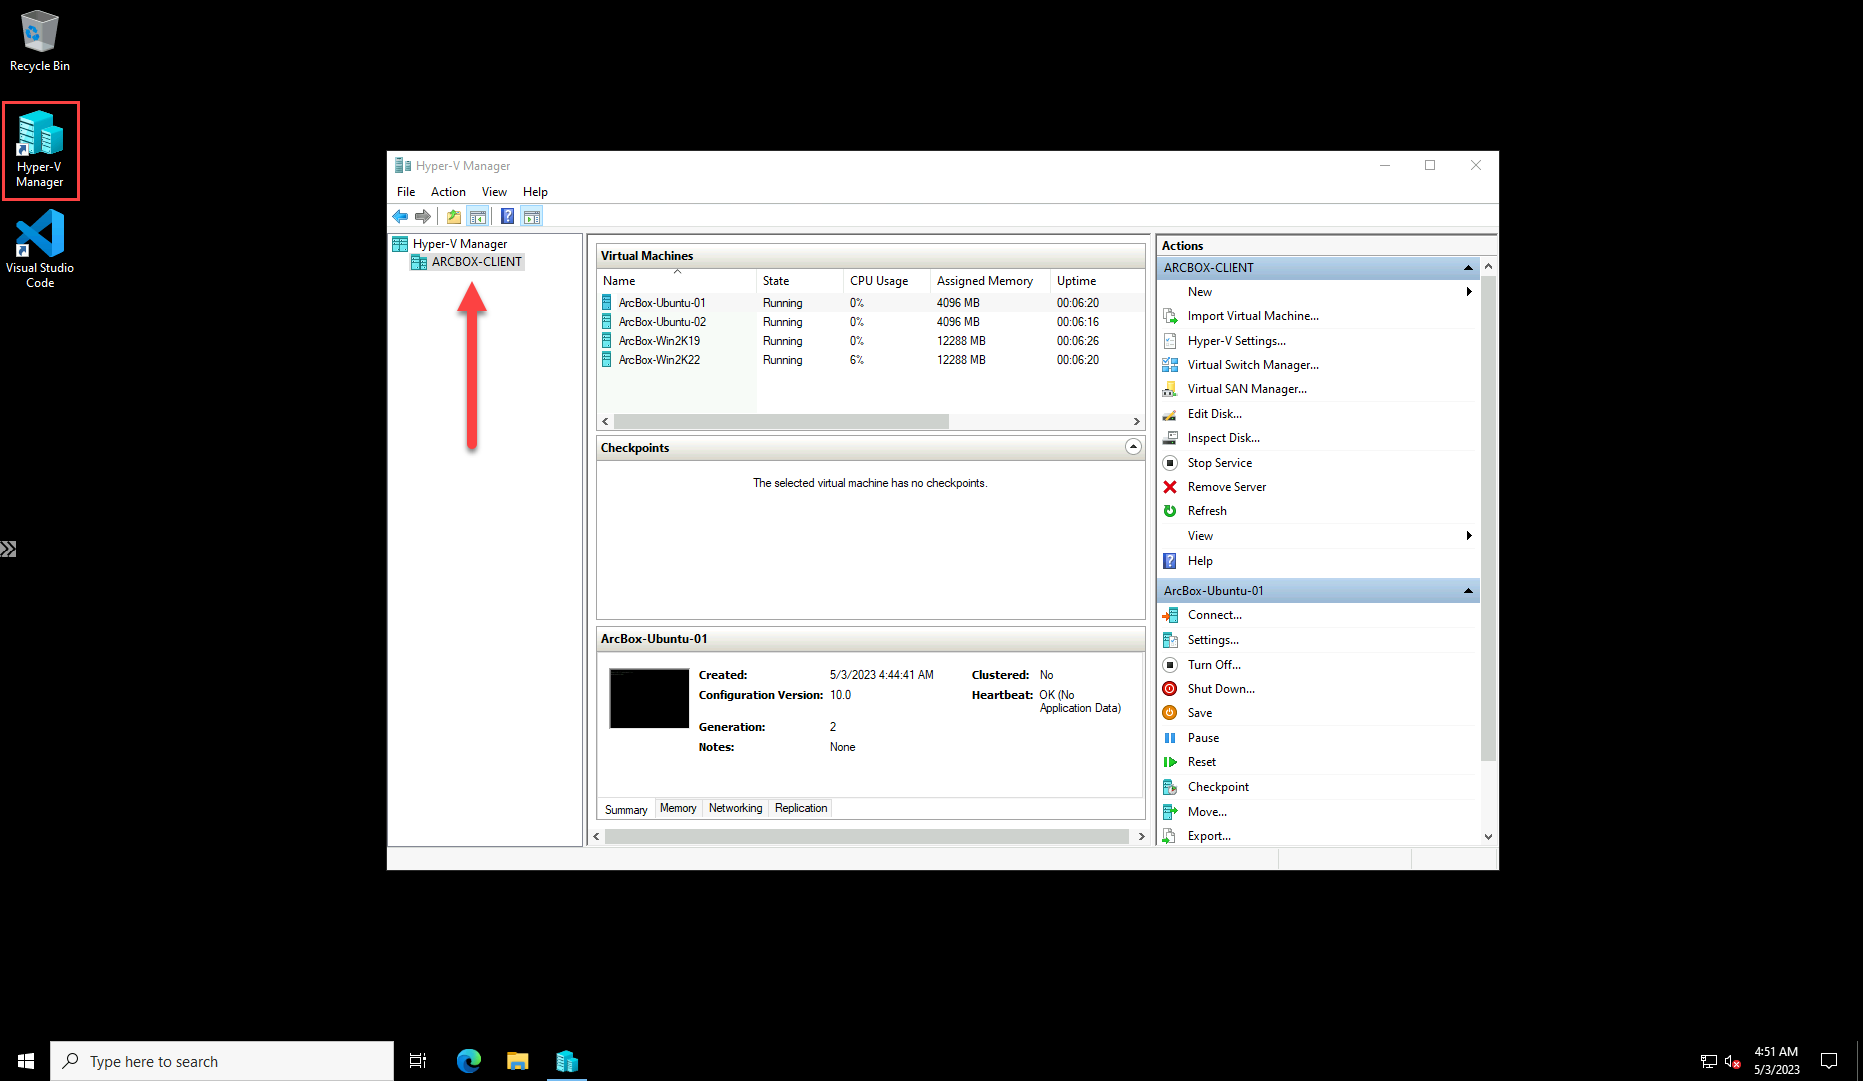 Recycle Bin
Hyper-V
Manager
Visual Studio
Code
Hyper-V Manager
File Action View Help
Hyper-V Manager
ARCBOX-CLIENT
Virtual Machines
Name State CPU Usage Assigned Memory Uptime
ArcBox-Ubuntu-01 Running 0% 4096 MB 00:06:20
ArcBox-Ubuntu-02 Running 0% 4096 MB 00:06:16
ArcBox-Win2K19 Running 0% 12288 MB 00:06:26
ArcBox-Win2K22 Running 6% 12288 MB 00:06:20
Checkpoints
The selected virtual machine has no checkpoints.
ArcBox-Ubuntu-01
Created: 5/3/2023 4:44:41 AM Clustered: No
Configuration Version: 10.0 Heartbeat: OK (No
Application Data)
Generation: 2
Notes: None
Summary Memory Networking Replication
Actions
ARCBOX-CLIENT
New
Import Virtual Machine...
Hyper-V Settings...
Virtual Switch Manager...
Virtual SAN Manager...
Edit Disk...
Inspect Disk...
Stop Service
Remove Server
Refresh
View
Help
ArcBox-Ubuntu-01
Connect...
Settings...
Turn Off...
Shut Down...
Save
Pause
Reset
Checkpoint
Move...
Export...
Type here to search
4:51 AM
5/3/2023